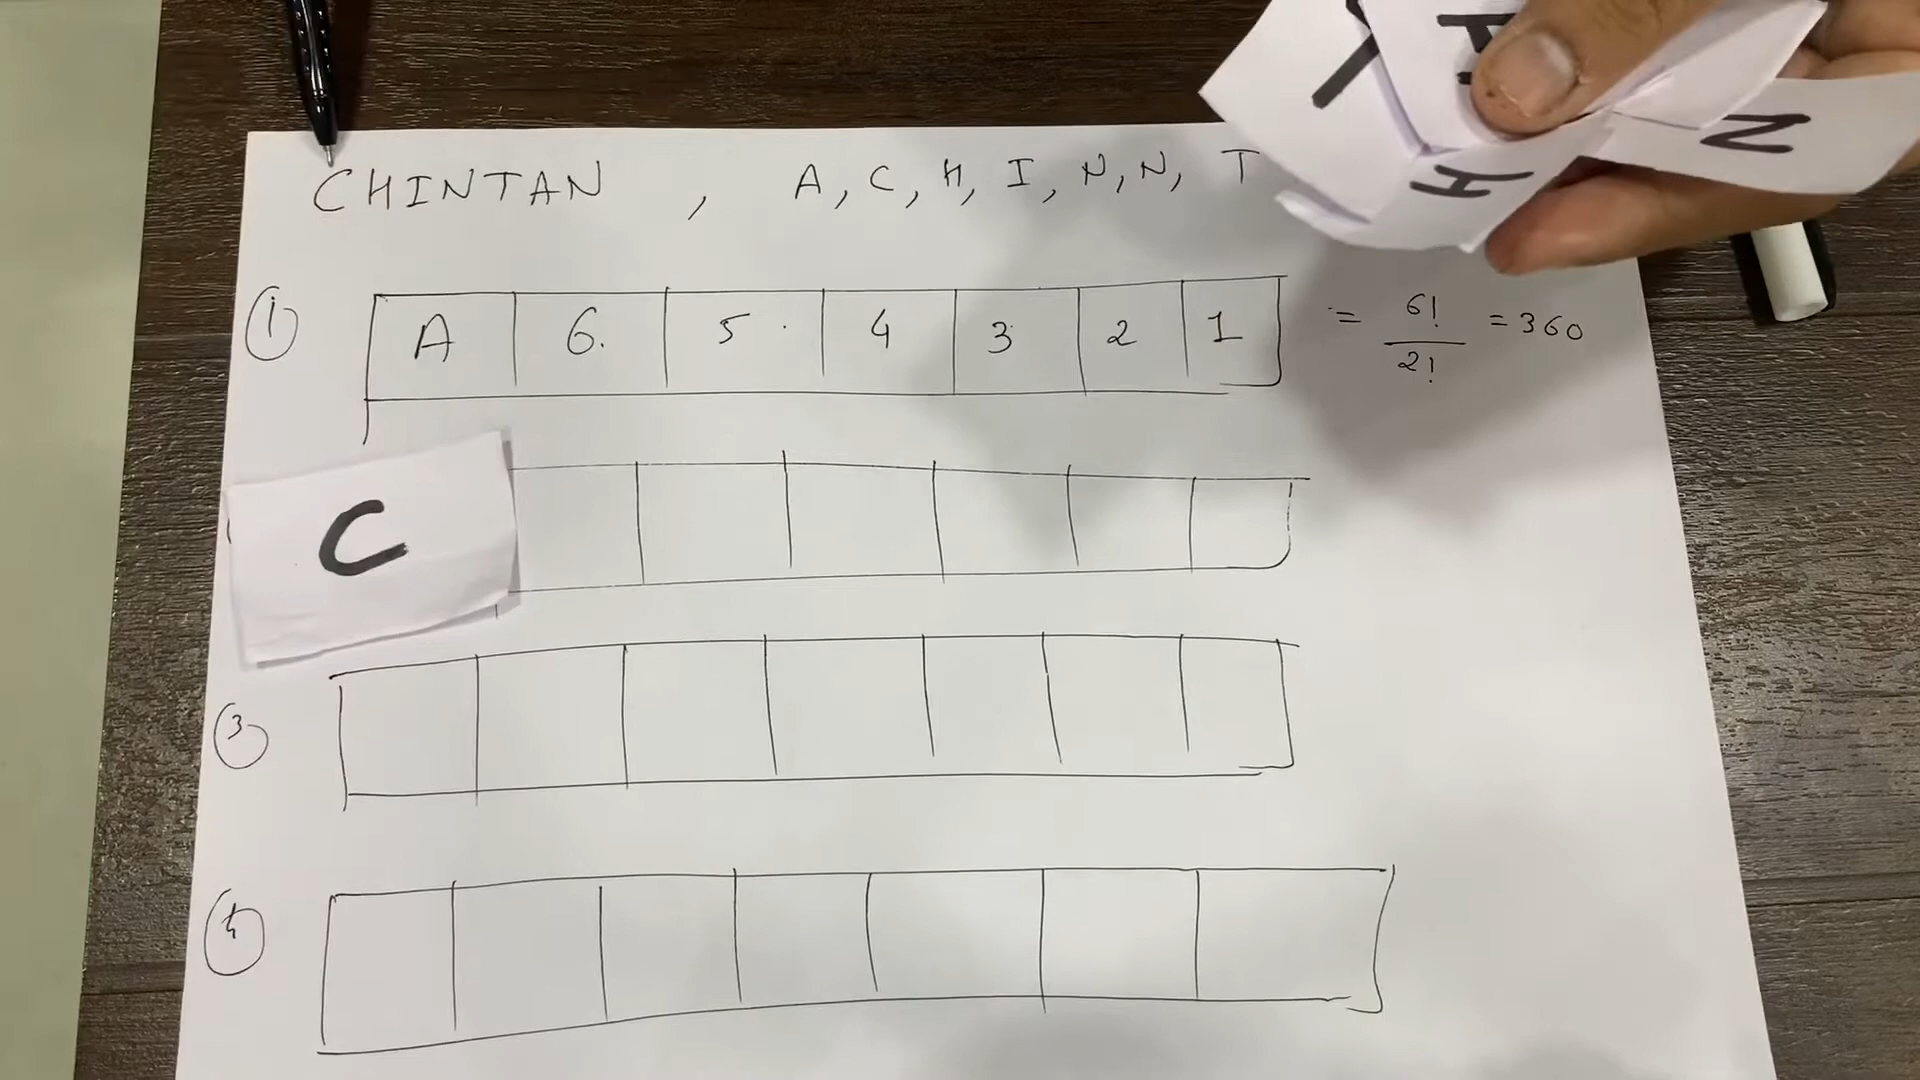 CHINTAN , A, C, H, I, N, N, T
H N
① A 6. 5 4 3 2 1 = 6! / 2! = 360
C
③
④